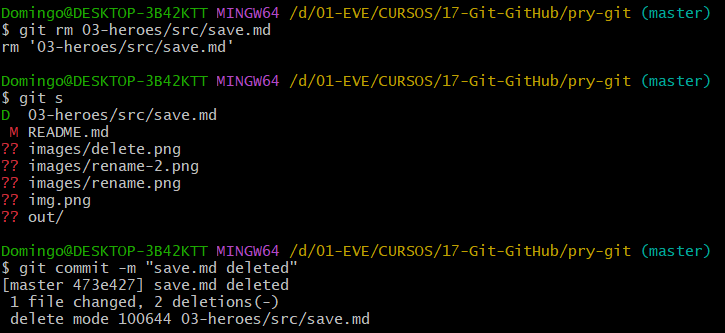 Domingo@DESKTOP-3B42KTT MINGW64 /d/01-EVE/CURSOS/17-Git-GitHub/pry-git (master)
$ git rm 03-heroes/src/save.md
rm '03-heroes/src/save.md'

Domingo@DESKTOP-3B42KTT MINGW64 /d/01-EVE/CURSOS/17-Git-GitHub/pry-git (master)
$ git s
D  03-heroes/src/save.md
 M README.md
?? images/delete.png
?? images/rename-2.png
?? images/rename.png
?? img.png
?? out/

Domingo@DESKTOP-3B42KTT MINGW64 /d/01-EVE/CURSOS/17-Git-GitHub/pry-git (master)
$ git commit -m "save.md deleted"
[master 473e427] save.md deleted
 1 file changed, 2 deletions(-)
 delete mode 100644 03-heroes/src/save.md